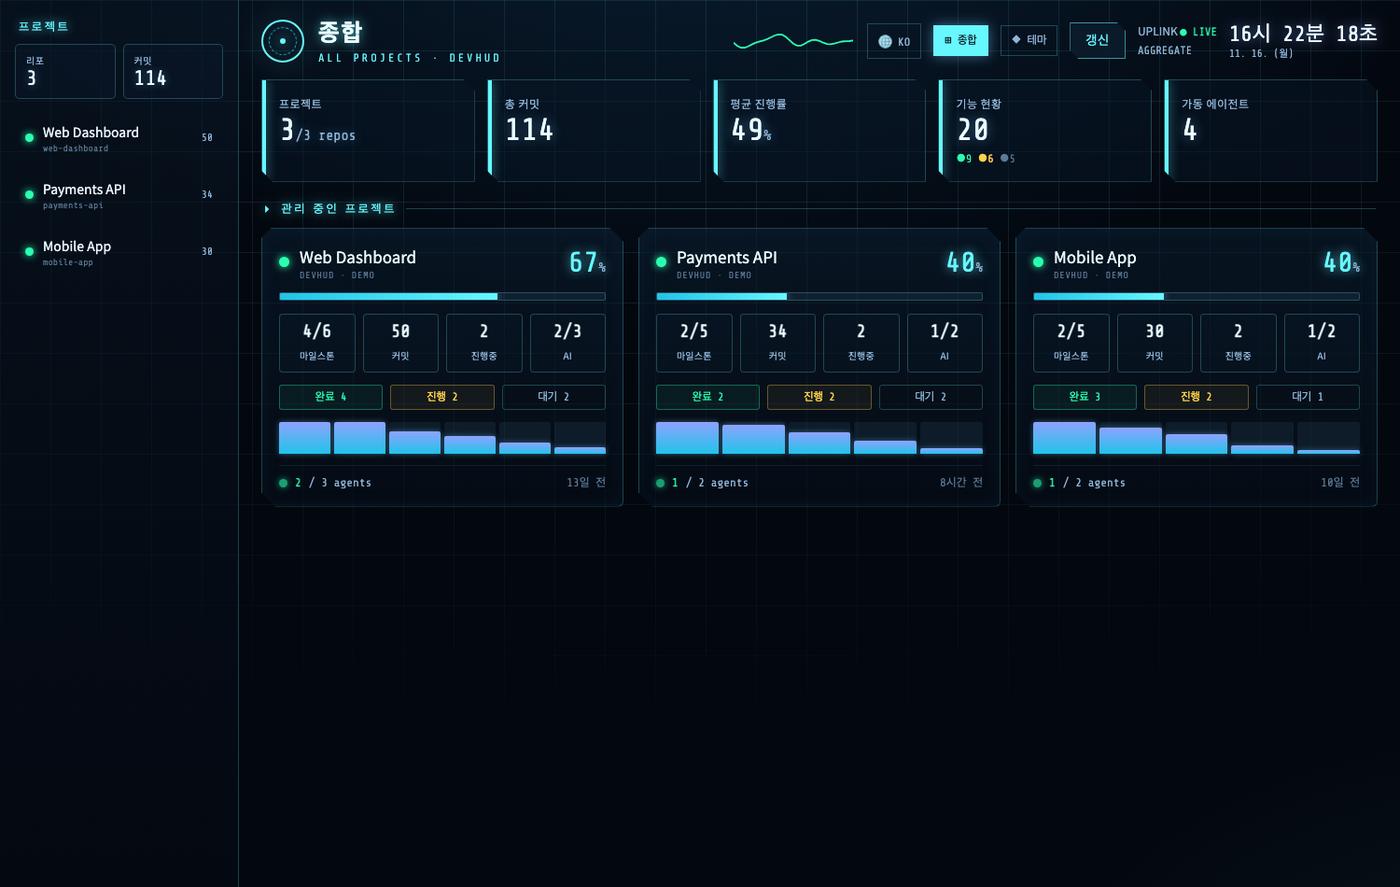 프로젝트
리포
3
커밋
114
Web Dashboard
web-dashboard
50
Payments API
payments-api
34
Mobile App
mobile-app
30
종합
ALL PROJECTS · DEVHUD
KO
종합
테마
갱신
UPLINK LIVE
AGGREGATE
16시 22분 18초
11. 16. (월)
프로젝트
3/3 repos
총 커밋
114
평균 진행률
49%
기능 현황
20
9 6 5
가동 에이전트
4
관리 중인 프로젝트
Web Dashboard
DEVHUD · DEMO
67%
4/6
마일스톤
50
커밋
2
진행중
2/3
AI
완료 4
진행 2
대기 2
2 / 3 agents
13일 전
Payments API
DEVHUD · DEMO
40%
2/5
마일스톤
34
커밋
2
진행중
1/2
AI
완료 2
진행 2
대기 2
1 / 2 agents
8시간 전
Mobile App
DEVHUD · DEMO
40%
2/5
마일스톤
30
커밋
2
진행중
1/2
AI
완료 3
진행 2
대기 1
1 / 2 agents
10일 전